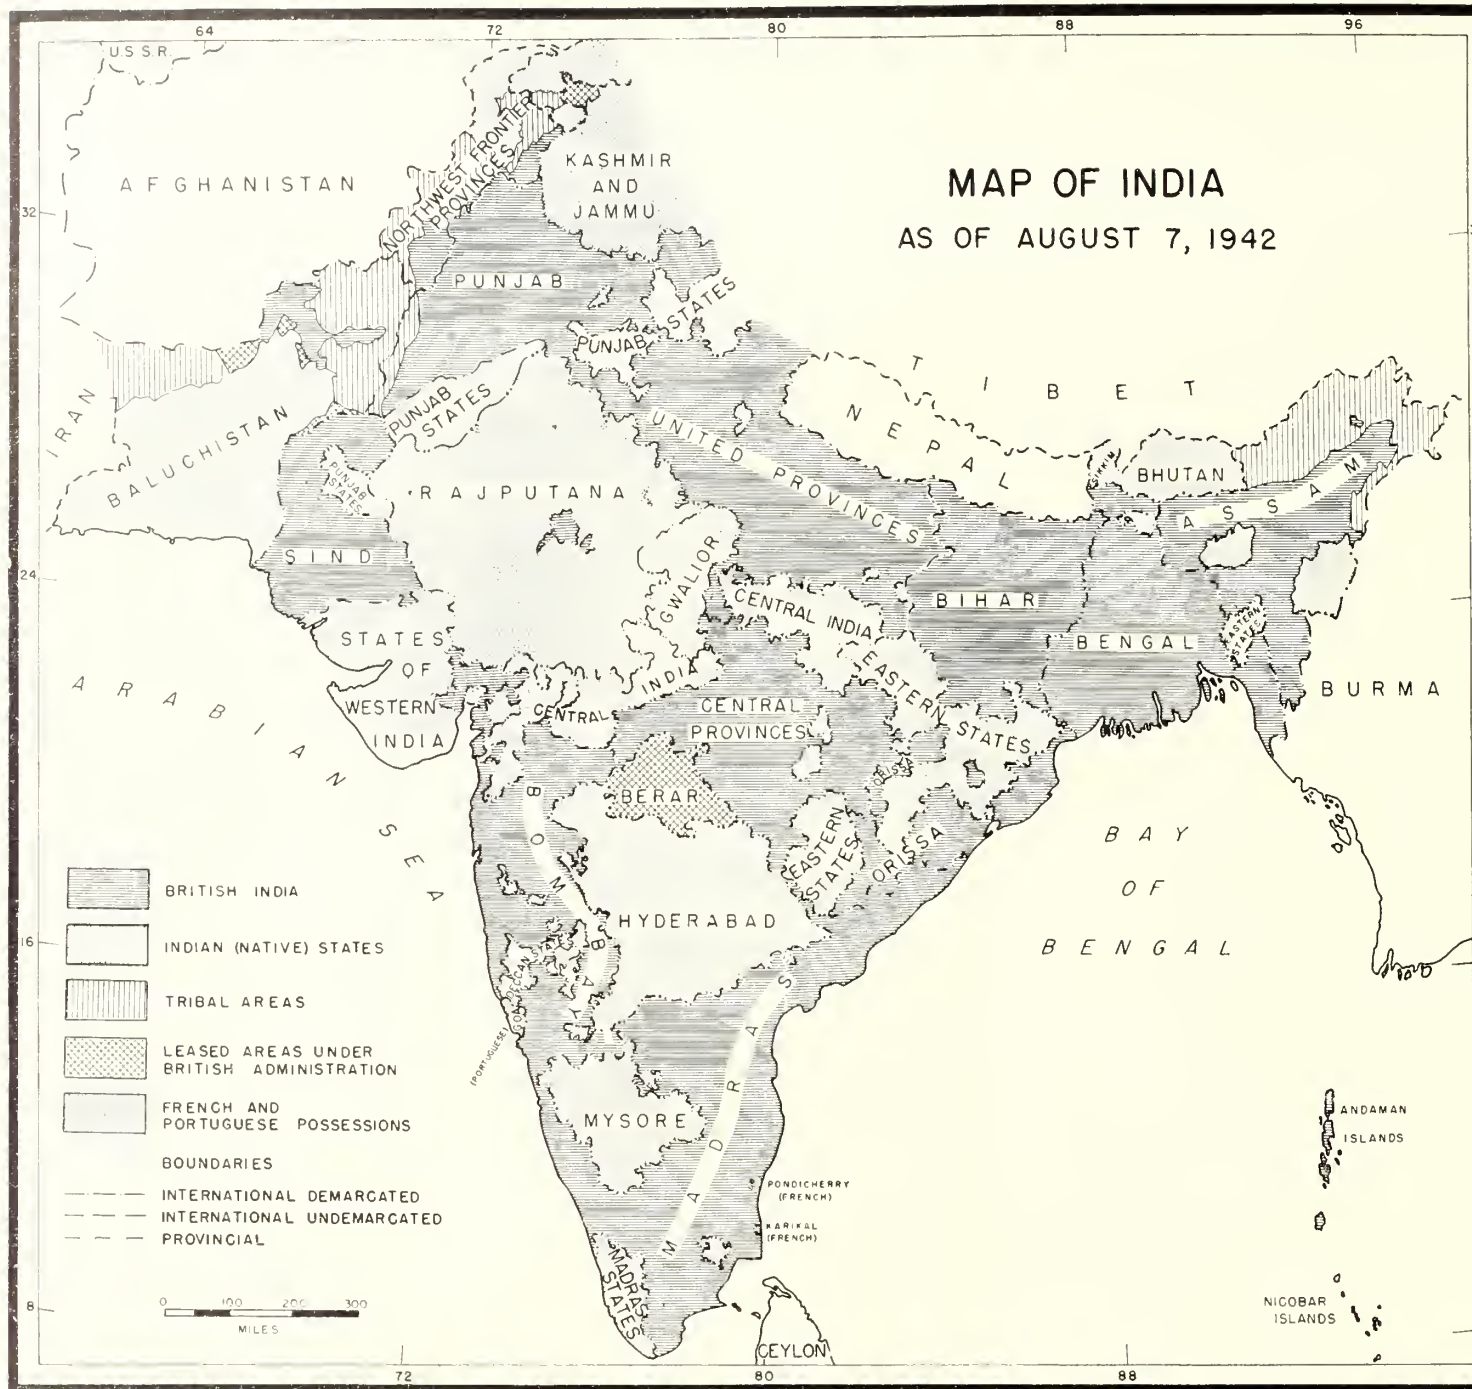 64
72
80
88
96
U.S.S.R.
AFGHANISTAN
NORTHWEST FRONTIER
PROVINCES
KASHMIR
AND
JAMMU
MAP OF INDIA
AS OF AUGUST 7, 1942
32
PUNJAB
PUNJAB
STATES
TIBET
IRAN
BALUCHISTAN
PUNJAB
STATES
UNITED PROVINCES
NEPAL
SIKKIM
BHUTAN
ASSAM
PUNJAB
STATES
RAJPUTANA
SIND
24
GWALIOR
CENTRAL INDIA
BIHAR
BENGAL
EASTERN
STATES
STATES
OF
WESTERN
INDIA
CENTRAL
INDIA
EASTERN
STATES
CENTRAL
PROVINCES
BURMA
ARABIAN SEA
BERAR
ORISSA
BOMBAY
EASTERN
STATES
ORISSA
BAY
OF
BENGAL
HYDERABAD
16
DECCAN STATES
GOA
(PORTUGUESE)
MADRAS
MYSORE
BRITISH INDIA
INDIAN (NATIVE) STATES
TRIBAL AREAS
LEASED AREAS UNDER
BRITISH ADMINISTRATION
FRENCH AND
PORTUGUESE POSSESSIONS
BOUNDARIES
INTERNATIONAL DEMARCATED
INTERNATIONAL UNDEMARCATED
PROVINCIAL
ANDAMAN
ISLANDS
PONDICHERRY
(FRENCH)
KARIKAL
(FRENCH)
MADRAS
STATES
8
0 100 200 300
MILES
NICOBAR
ISLANDS
CEYLON
72
80
88